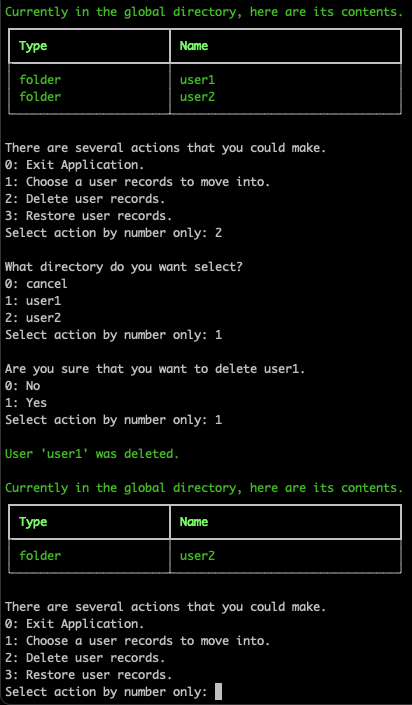 Currently in the global directory, here are its contents.
Type Name
folder user1
folder user2
There are several actions that you could make.
0: Exit Application.
1: Choose a user records to move into.
2: Delete user records.
3: Restore user records.
Select action by number only: 2
What directory do you want select?
0: cancel
1: user1
2: user2
Select action by number only: 1
Are you sure that you want to delete user1.
0: No
1: Yes
Select action by number only: 1
User 'user1' was deleted.
Currently in the global directory, here are its contents.
Type Name
folder user2
There are several actions that you could make.
0: Exit Application.
1: Choose a user records to move into.
2: Delete user records.
3: Restore user records.
Select action by number only: